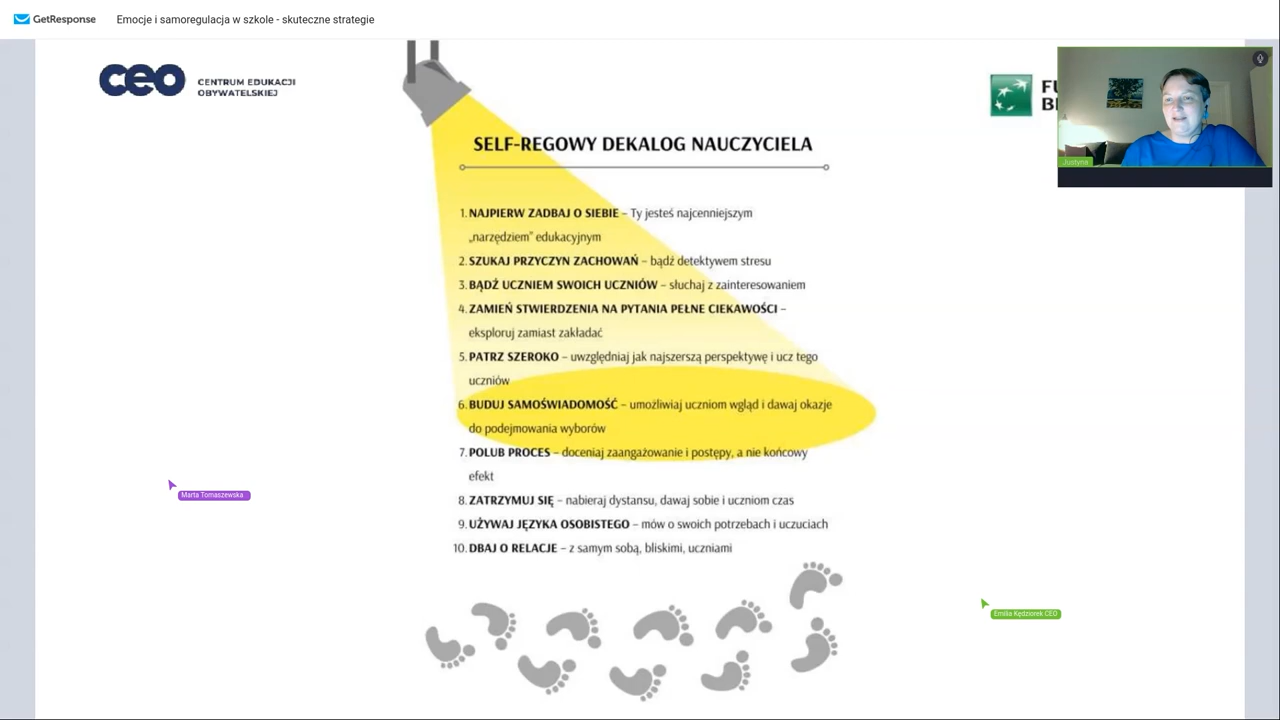 GetResponse Emocje i samoregulacja w szkole - skuteczne strategie
ceo CENTRUM EDUKACJI
OBYWATELSKIEJ
Justyna
SELF-REGOWY DEKALOG NAUCZYCIELA
1. NAJPIERW ZADBAJ O SIEBIE – Ty jesteś najcenniejszym
„narzędziem” edukacyjnym
2. SZUKAJ PRZYCZYN ZACHOWAŃ – bądź detektywem stresu
3. BĄDŹ UCZNIEM SWOICH UCZNIÓW – słuchaj z zainteresowaniem
4. ZAMIEŃ STWIERDZENIA NA PYTANIA PEŁNE CIEKAWOŚCI –
eksploruj zamiast zakładać
5. PATRZ SZEROKO – uwzględniaj jak najszerszą perspektywę i ucz tego
uczniów
6. BUDUJ SAMOŚWIADOMOŚĆ – umożliwiaj uczniom wgląd i dawaj okazje
do podejmowania wyborów
7. POLUB PROCES – doceniaj zaangażowanie i postępy, a nie końcowy
efekt
8. ZATRZYMUJ SIĘ – nabieraj dystansu, dawaj sobie i uczniom czas
9. UŻYWAJ JĘZYKA OSOBISTEGO – mów o swoich potrzebach i uczuciach
10. DBAJ O RELACJE – z samym sobą, bliskimi, uczniami
Marta Tomaszewska
Emilia Kędziorek CEO